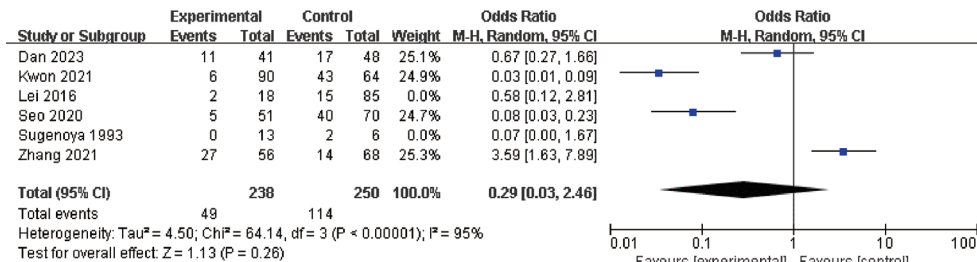 Experimental Control Odds Ratio Odds Ratio
Study or Subgroup Events Total Events Total Weight M-H, Random, 95% CI M-H, Random, 95% CI
Dan 2023 11 41 17 48 25.1% 0.67 [0.27, 1.66]
Kwon 2021 6 90 43 64 24.9% 0.03 [0.01, 0.09]
Lei 2016 2 18 15 85 0.0% 0.58 [0.12, 2.81]
Seo 2020 5 51 40 70 24.7% 0.08 [0.03, 0.23]
Sugenoya 1993 0 13 2 6 0.0% 0.07 [0.00, 1.67]
Zhang 2021 27 56 14 68 25.3% 3.59 [1.63, 7.89]
Total (95% CI) 238 250 100.0% 0.29 [0.03, 2.46]
Total events 49 114
Heterogeneity: Tau² = 4.50; Chi² = 64.14, df = 3 (P < 0.00001); I² = 95%
Test for overall effect: Z = 1.13 (P = 0.26)
0.01 0.1 1 10 100
Favours [experimental] Favours [control]